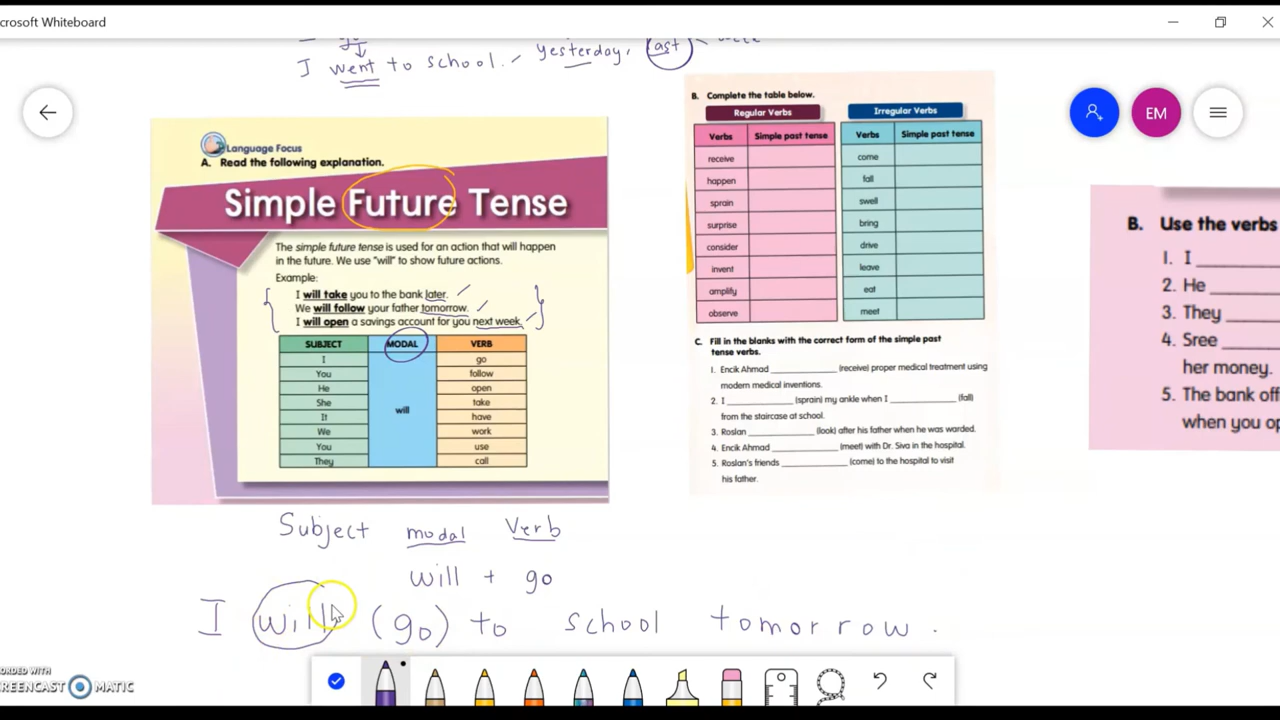 crosoft Whiteboard
I went to school. yesterday, last
EM
Language Focus
A. Read the following explanation.
Simple Future Tense
The simple future tense is used for an action that will happen
in the future. We use "will" to show future actions.
Example:
I will take you to the bank later.
We will follow your father tomorrow.
I will open a savings account for you next week.
SUBJECT MODAL VERB
I go
You follow
He open
She take
will
It have
We work
You use
They call
B. Complete the table below.
Regular Verbs Irregular Verbs
Verbs Simple past tense Verbs Simple past tense
receive come
happen fall
sprain swell
surprise bring
consider drive
invent leave
amplify eat
observe meet
C. Fill in the blanks with the correct form of the simple past
tense verbs.
1. Encik Ahmad ____________ (receive) proper medical treatment using
modern medical inventions.
2. I ____________ (sprain) my ankle when I ____________ (fall)
from the staircase at school.
3. Roslan ____________ (look) after his father when he was warded.
4. Encik Ahmad ____________ (meet) with Dr. Siva in the hospital.
5. Roslan's friends ____________ (come) to the hospital to visit
his father.
B. Use the verbs
1. I
2. He
3. They
4. Sree
her money.
5. The bank off
when you op
Subject modal Verb
will + go
I will (go) to school tomorrow.
ORDED WITH
CREENCAST MATIC